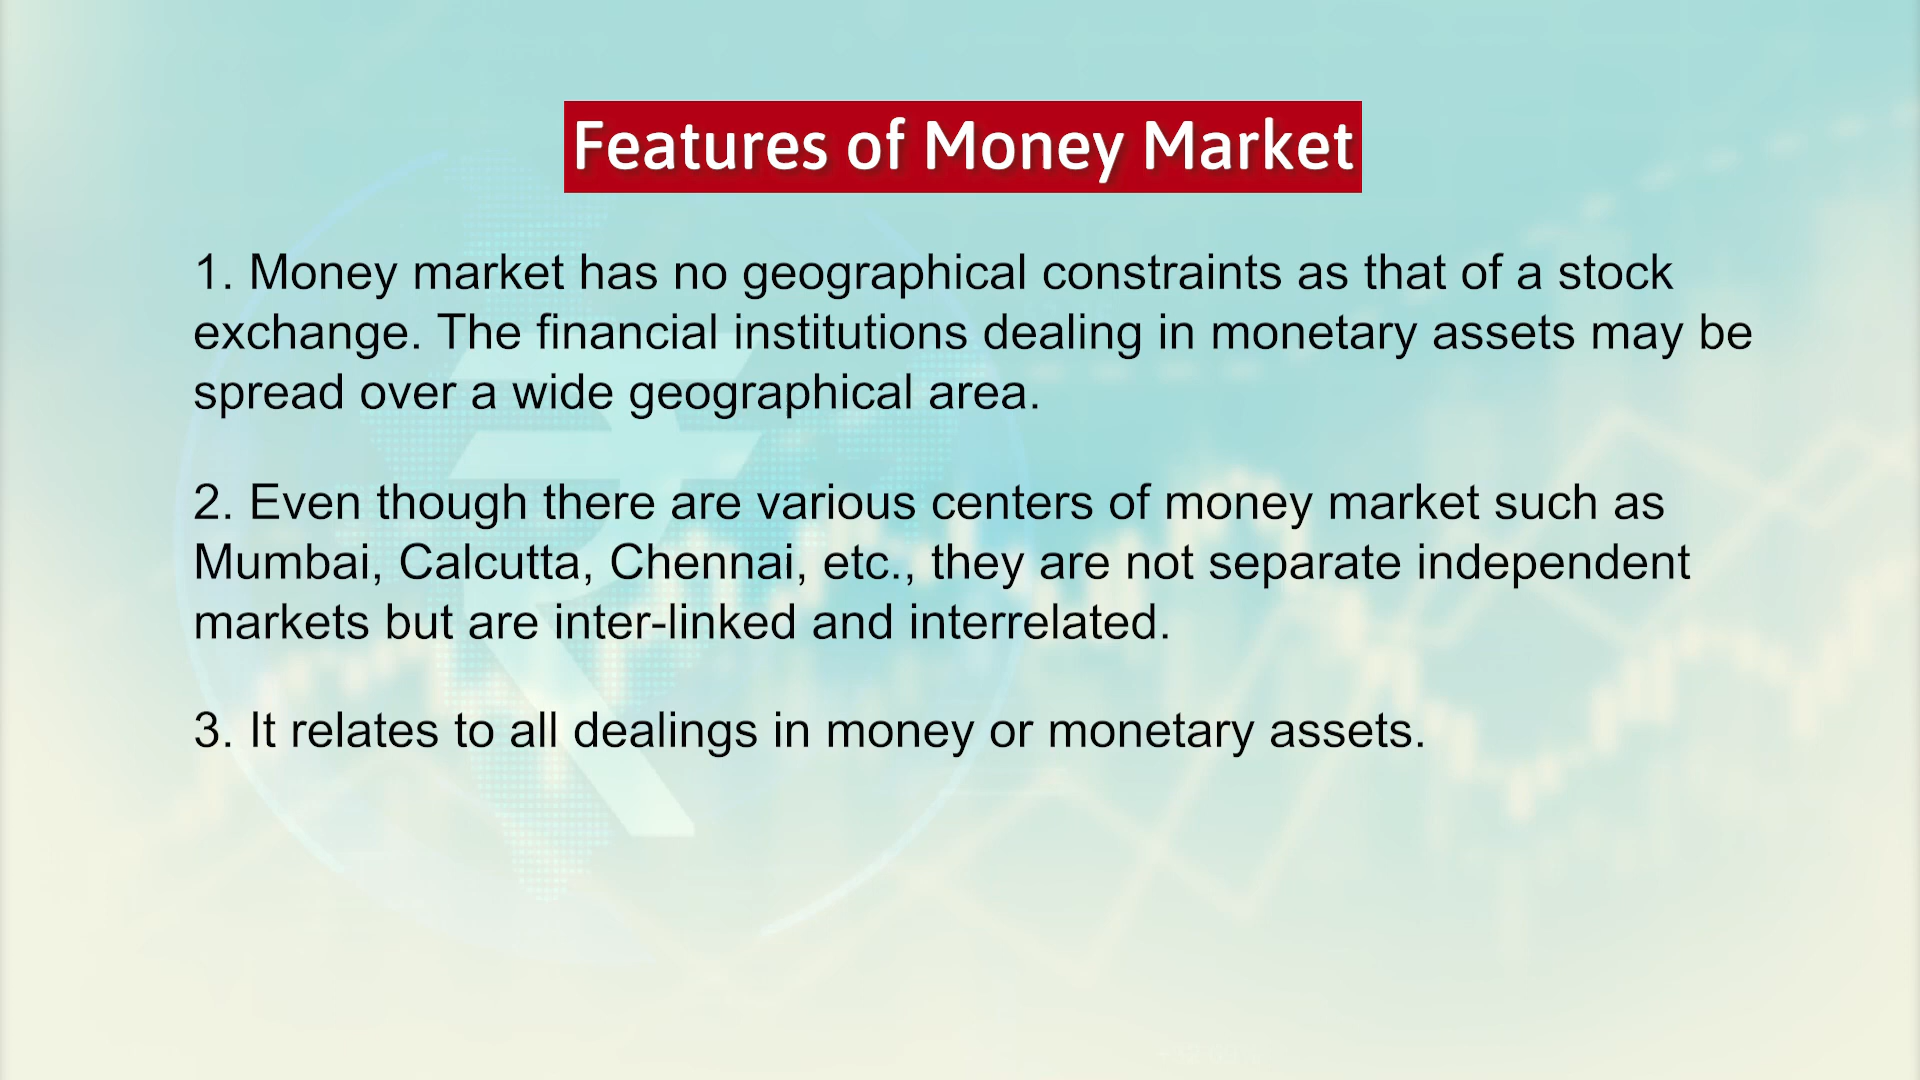 Features of Money Market
1. Money market has no geographical constraints as that of a stock
exchange. The financial institutions dealing in monetary assets may be
spread over a wide geographical area.
2. Even though there are various centers of money market such as
Mumbai, Calcutta, Chennai, etc., they are not separate independent
markets but are inter-linked and interrelated.
3. It relates to all dealings in money or monetary assets.